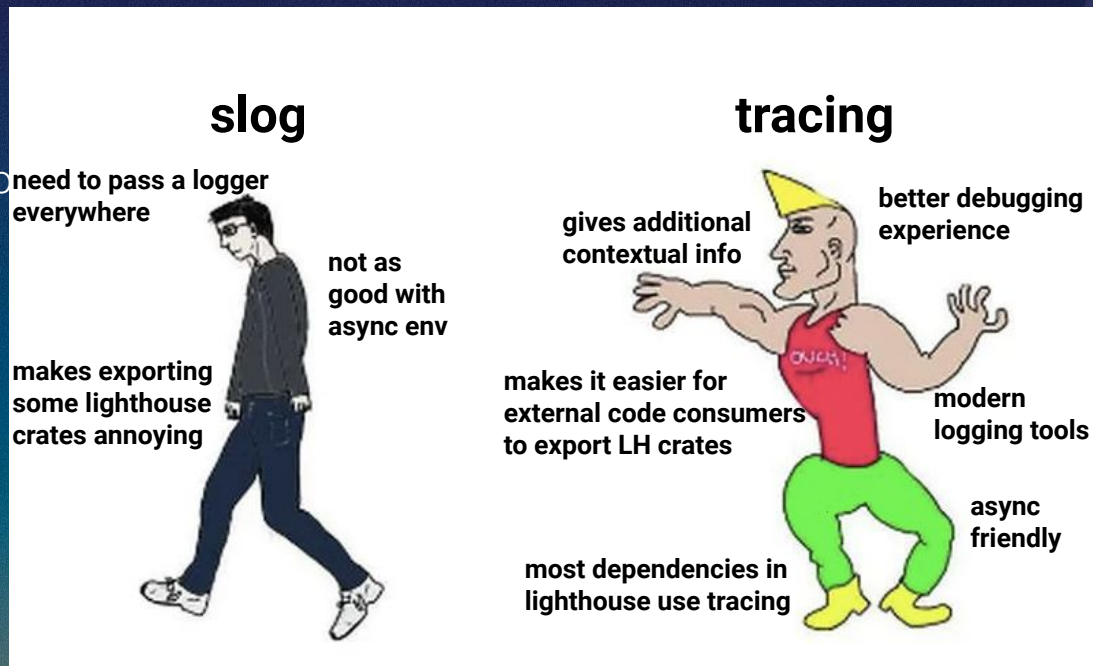 slog
need to pass a logger
everywhere
not as
good with
async env
makes exporting
some lighthouse
crates annoying
tracing
gives additional
contextual info
better debugging
experience
OUCH!
makes it easier for
external code consumers
to export LH crates
modern
logging tools
async
friendly
most dependencies in
lighthouse use tracing